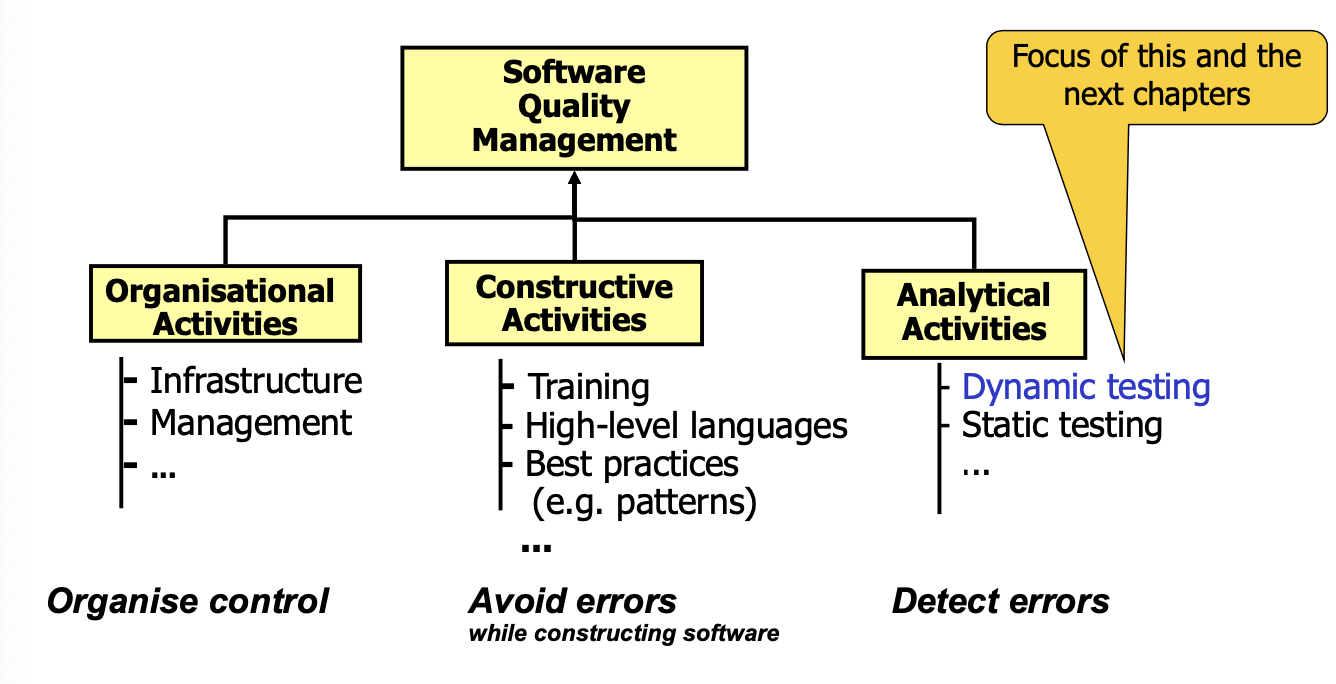 Software
Quality
Management
Focus of this and the
next chapters
Organisational
Activities
- Infrastructure
- Management
- ...
Organise control
Constructive
Activities
- Training
- High-level languages
- Best practices
(e.g. patterns)
...
Avoid errors
while constructing software
Analytical
Activities
- Dynamic testing
- Static testing
...
Detect errors